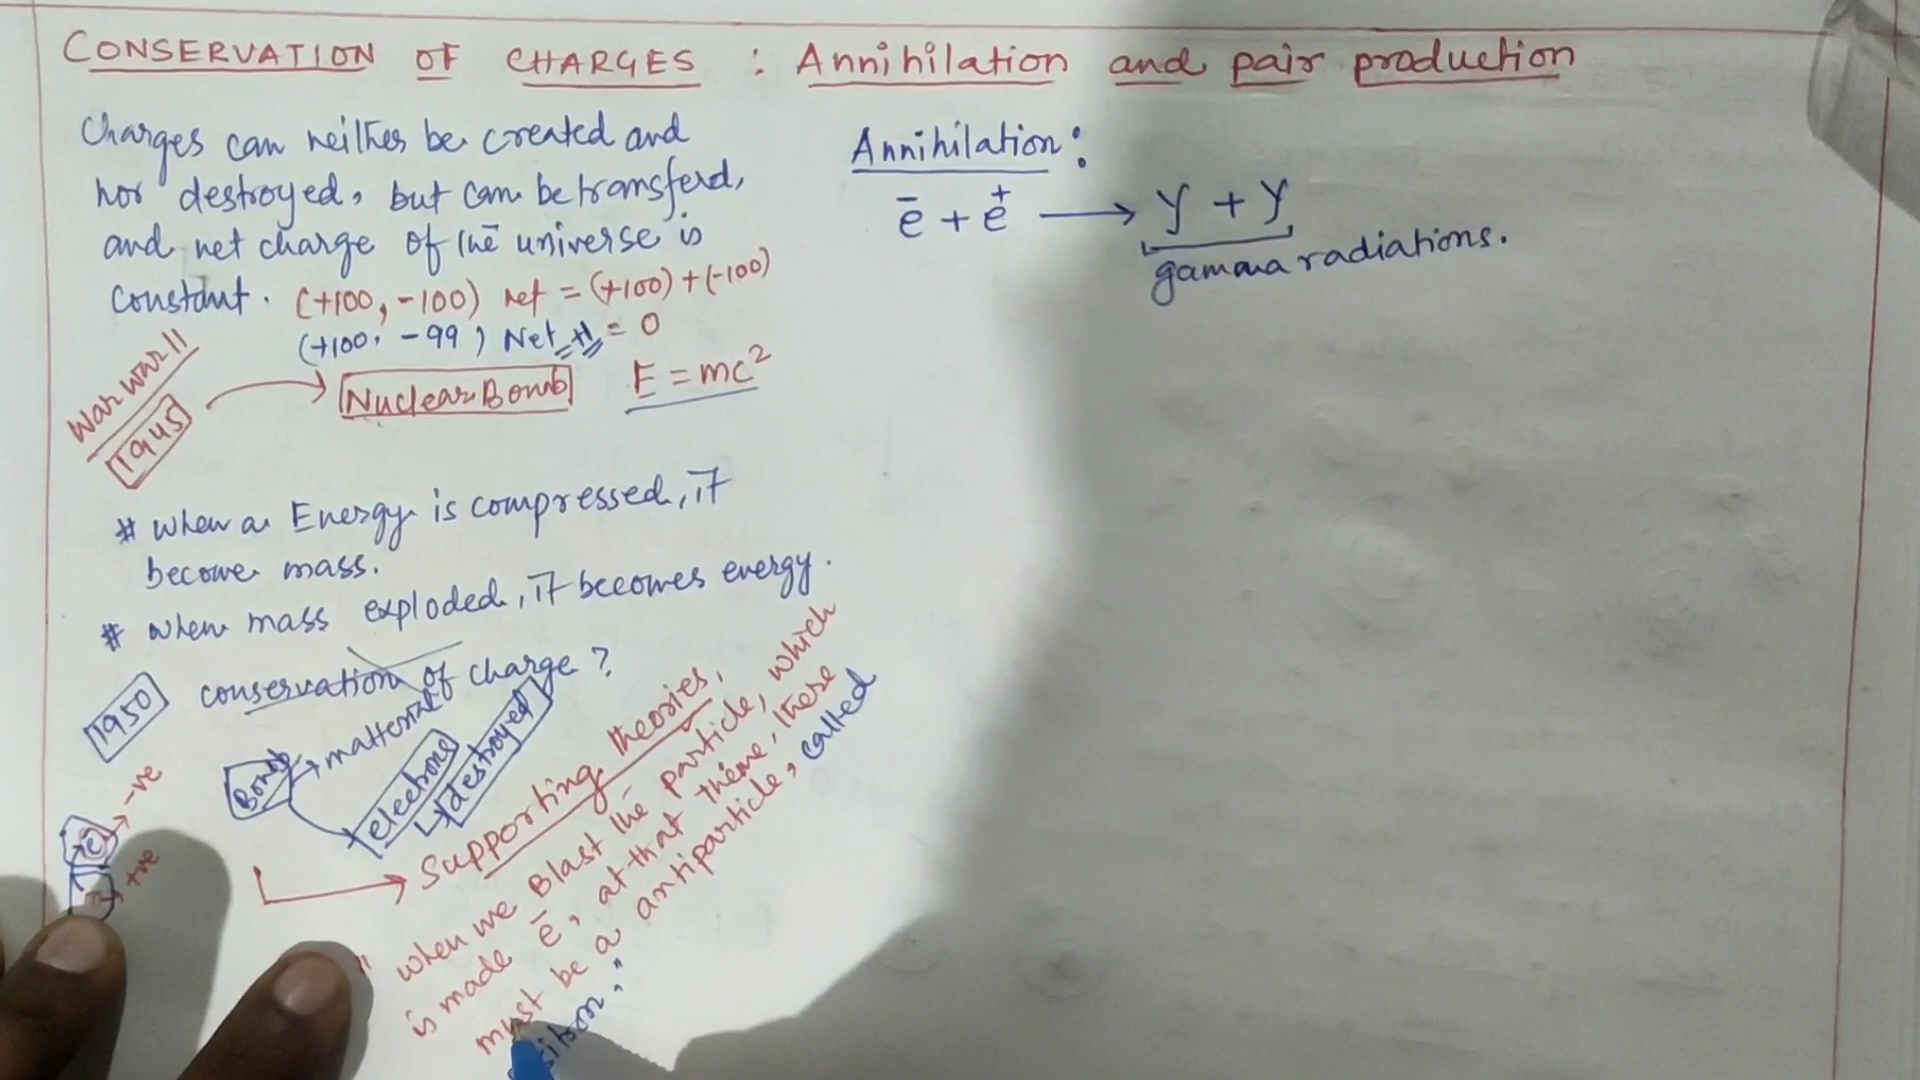 CONSERVATION OF CHARGES : Annihilation and pair production
Charges can neither be created and
nor destroyed, but can be transferd,
and net charge of the universe is
constant. (+100, -100) net = (+100) + (-100)
(+100, -99) Net +1 = 0
War war II
1945
Nuclear Bomb E = mc²
# when a Energy is compressed, it
become mass.
# when mass exploded, it becomes energy.
1950 conservation of charge ?
Bomb
electrons
destroyed
-ve
e
+ve
Supporting theories,
" when we Blast the particle, which
is made e⁻, at that theme, there
must be a antiparticle, called
Annihilation :
e⁻ + e⁺ → γ + γ
gamma radiations.